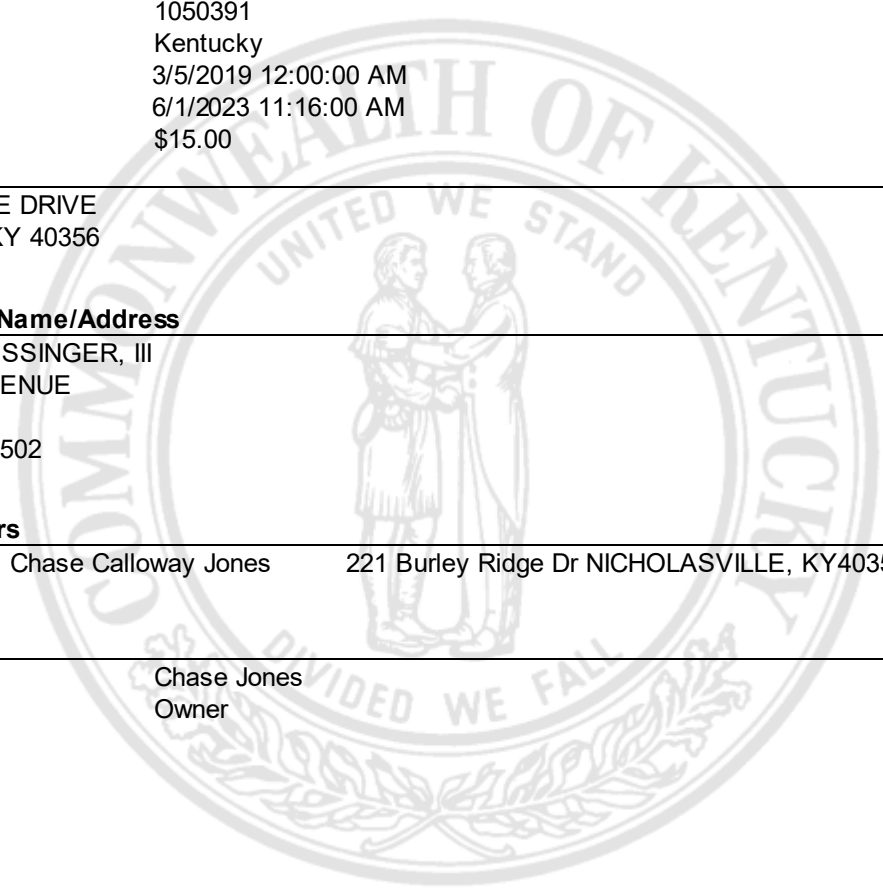 1050391
Kentucky
3/5/2019 12:00:00 AM
6/1/2023 11:16:00 AM
$15.00
E DRIVE
KY 40356
Name/Address
SSINGER, III
ENUE
502
rs
Chase Calloway Jones 221 Burley Ridge Dr NICHOLASVILLE, KY4035
Chase Jones
Owner
COMMONWEALTH OF KENTUCKY
UNITED WE STAND
DIVIDED WE FALL